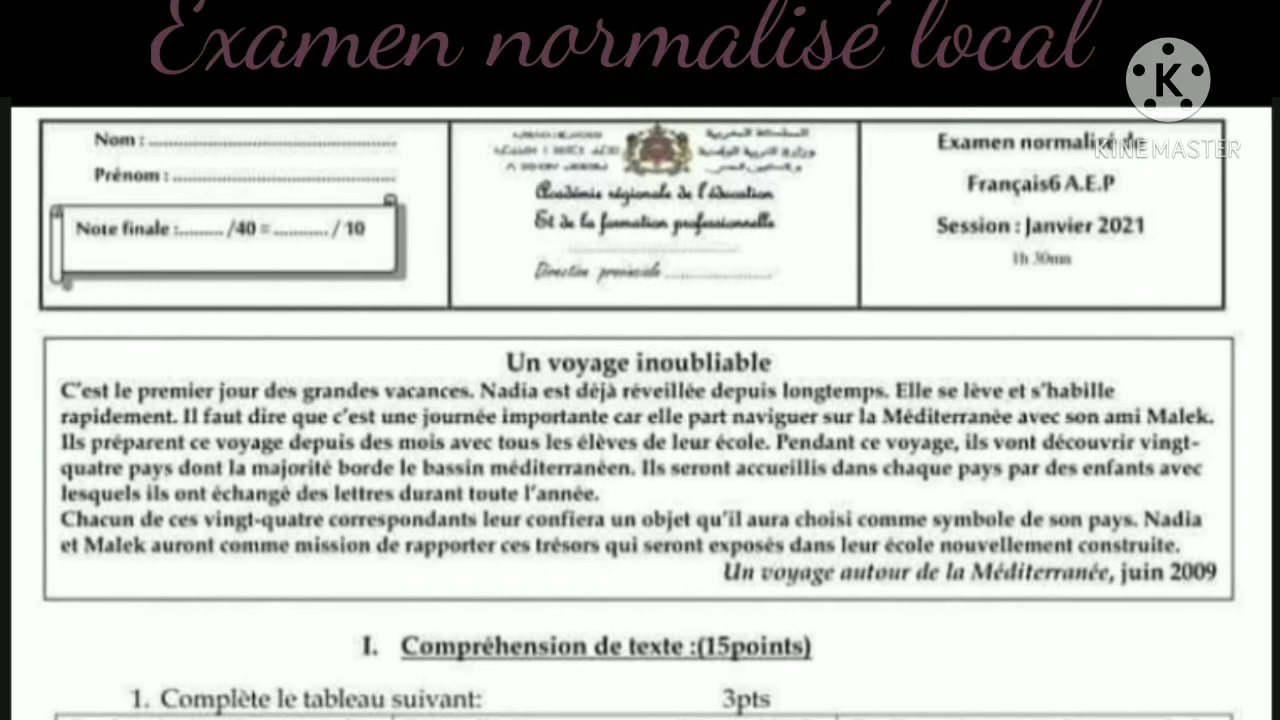 Examen normalisé local
K
KINEMASTER
Nom : ........................................................
Prénom : ..................................................
Note finale :......... /40 = ........... / 10
Académie régionale de l'éducation
Et de la formation professionnelle
Direction provinciale ........................
Examen normalisé de
Français6 A.E.P
Session : Janvier 2021
1h 30mn
Un voyage inoubliable
C'est le premier jour des grandes vacances. Nadia est déjà réveillée depuis longtemps. Elle se lève et s'habille
rapidement. Il faut dire que c'est une journée importante car elle part naviguer sur la Méditerranée avec son ami Malek.
Ils préparent ce voyage depuis des mois avec tous les élèves de leur école. Pendant ce voyage, ils vont découvrir vingt-
quatre pays dont la majorité borde le bassin méditerranéen. Ils seront accueillis dans chaque pays par des enfants avec
lesquels ils ont échangé des lettres durant toute l'année.
Chacun de ces vingt-quatre correspondants leur confiera un objet qu'il aura choisi comme symbole de son pays. Nadia
et Malek auront comme mission de rapporter ces trésors qui seront exposés dans leur école nouvellement construite.
Un voyage autour de la Méditerranée, juin 2009
I. Compréhension de texte :(15points)
1. Complète le tableau suivant: 3pts